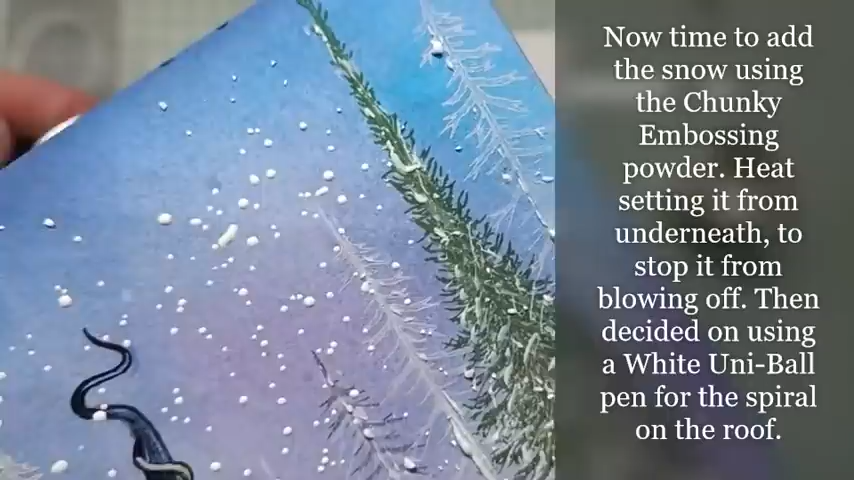 Now time to add
the snow using
the Chunky
Embossing
powder. Heat
setting it from
underneath, to
stop it from
blowing off. Then
decided on using
a White Uni-Ball
pen for the spiral
on the roof.